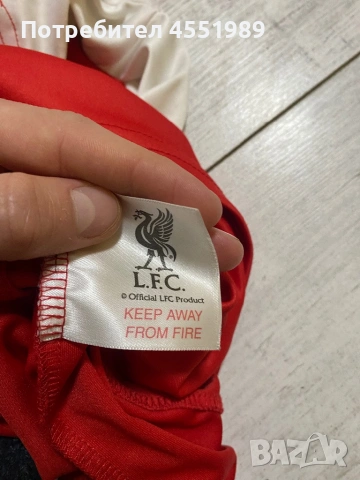 Потребител 4551989
L.F.C.
© Official LFC Product
KEEP AWAY
FROM FIRE
BAZAR